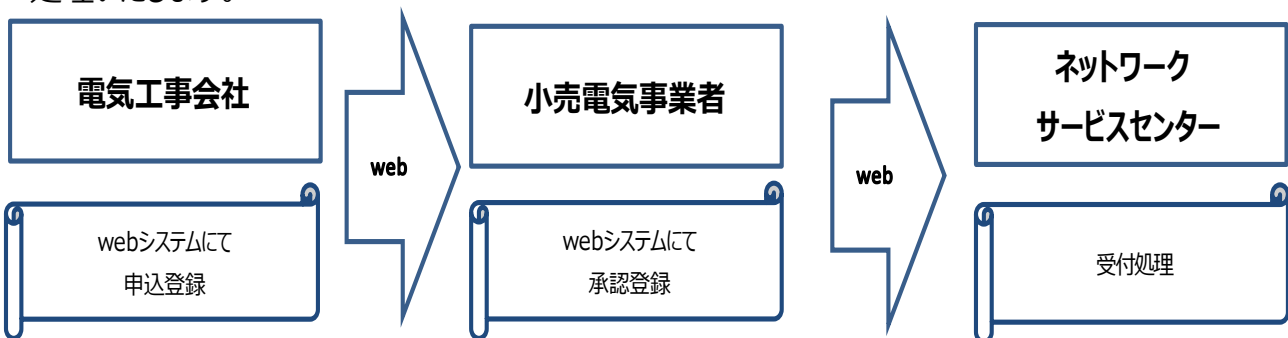 電気工事会社
web
小売電気事業者
web
ネットワーク
サービスセンター
webシステムにて
申込登録
webシステムにて
承認登録
受付処理